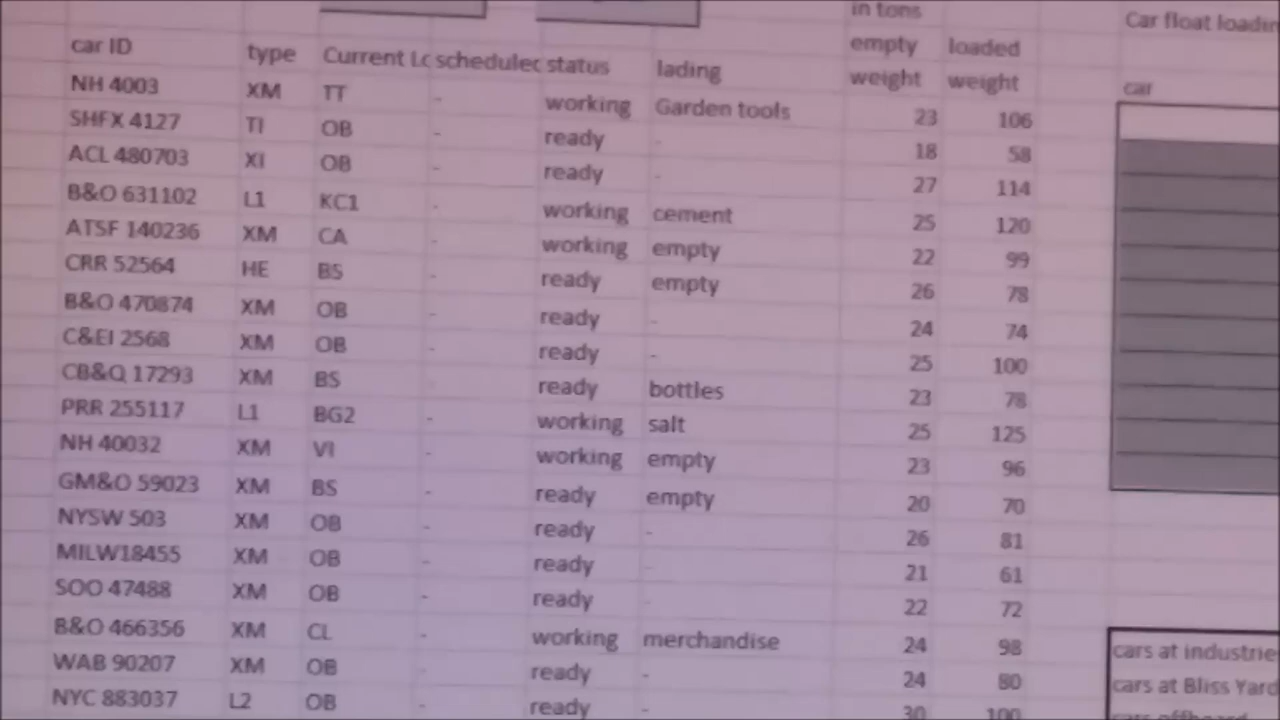 in tons
Car float loadin
car ID type Current Lc scheduled status lading empty weight loaded weight
car
NH 4003 XM TT - working Garden tools 23 106
SHFX 4127 TI OB - ready - 18 58
ACL 480703 XI OB - ready - 27 114
B&O 631102 L1 KC1 - working cement 25 120
ATSF 140236 XM CA - working empty 22 99
CRR 52564 HE BS - ready empty 26 78
B&O 470874 XM OB - ready - 24 74
C&EI 2568 XM OB - ready - 25 100
CB&Q 17293 XM BS - ready bottles 23 78
PRR 255117 L1 BG2 - working salt 25 125
NH 40032 XM VI - working empty 23 96
GM&O 59023 XM BS - ready empty 20 70
NYSW 503 XM OB - ready - 26 81
MILW18455 XM OB - ready - 21 61
SOO 47488 XM OB - ready - 22 72
B&O 466356 XM CL - working merchandise 24 98
cars at industrie
WAB 90207 XM OB - ready - 24 80
cars at Bliss Yard
NYC 883037 L2 OB - ready - 30 100
cars offboard